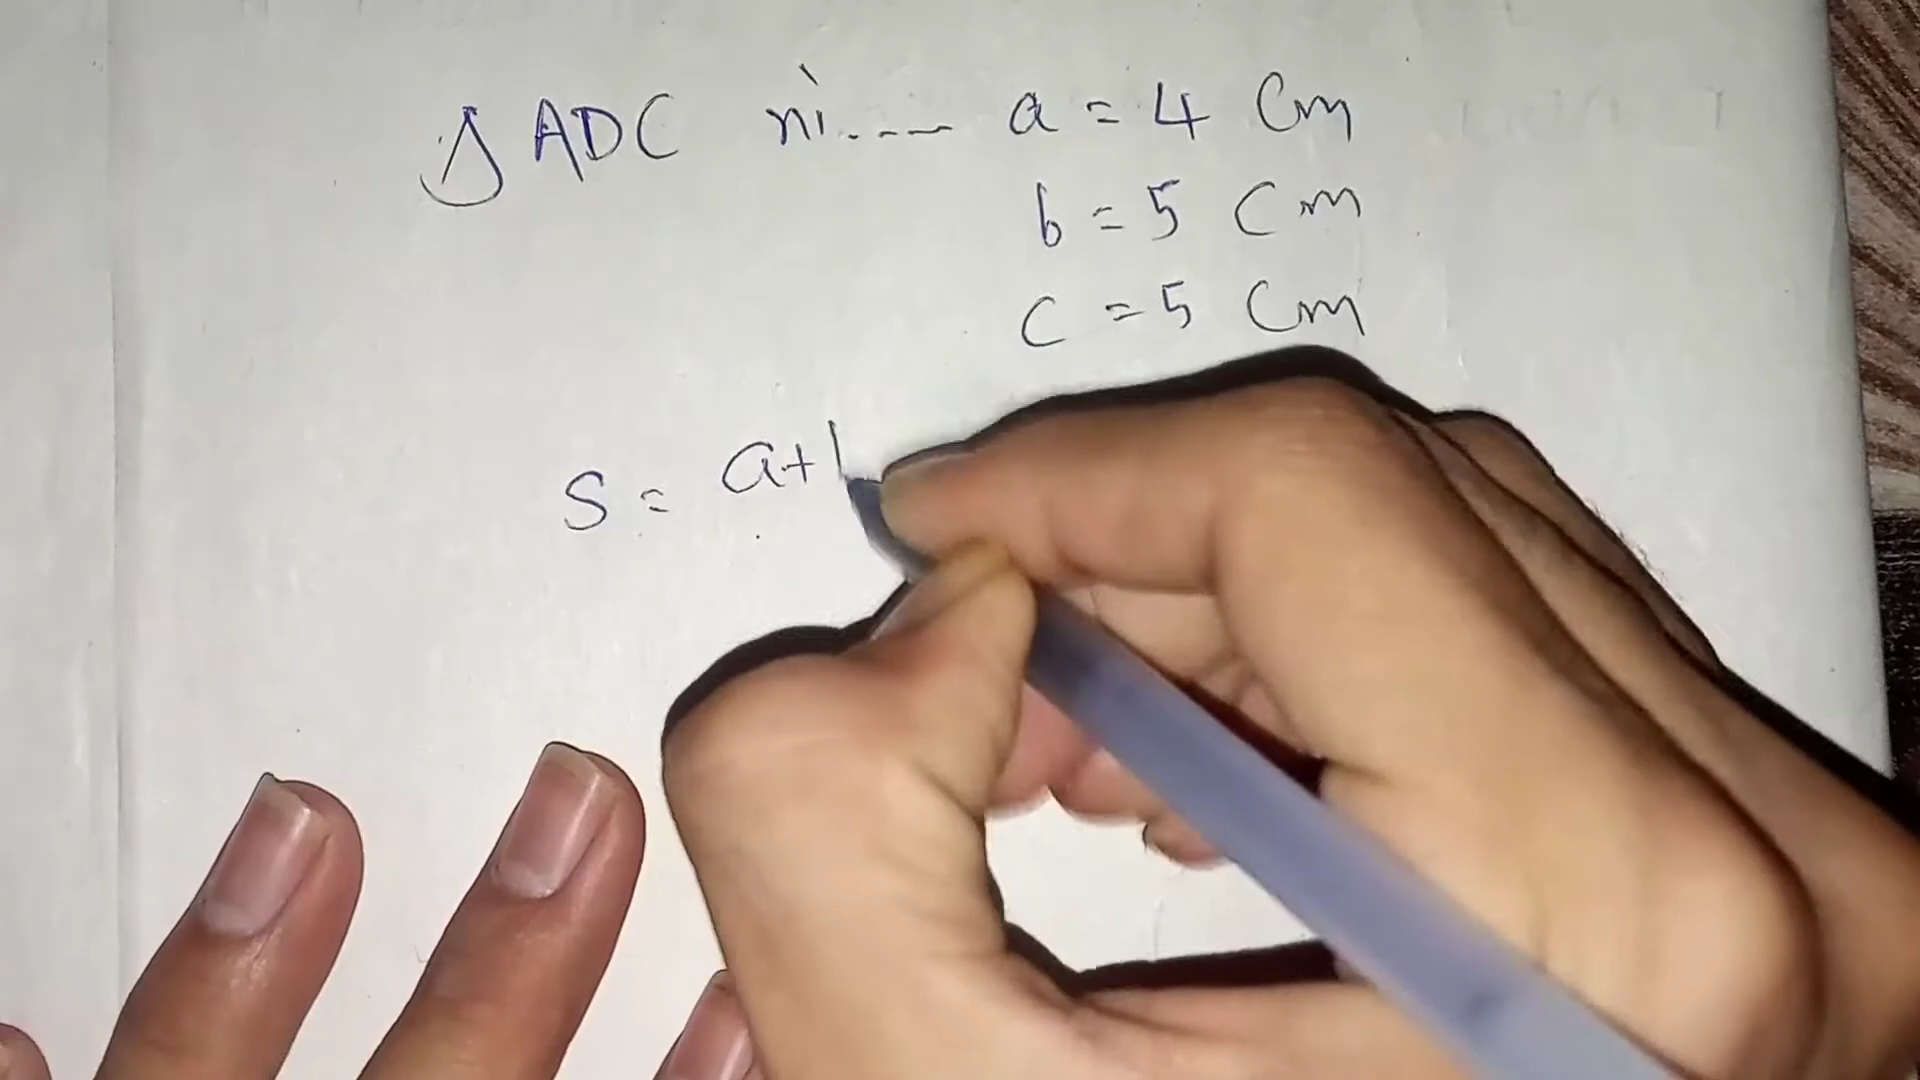 △ ADC ni.---- a = 4 Cm
b = 5 Cm
C = 5 Cm
S = a+